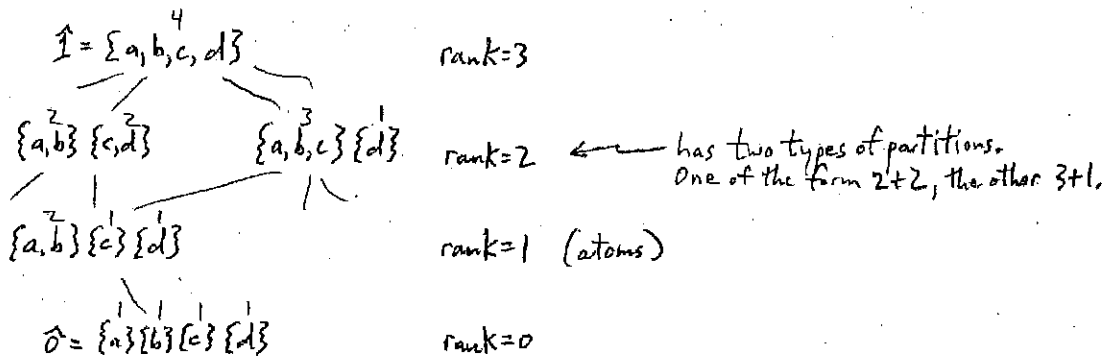 4
1̂ = {a,b,c,d} rank=3
2 2 3 1
{a,b} {c,d} {a,b,c} {d} rank=2 ← has two types of partitions.
One of the form 2+2, the other 3+1.
2 1 1
{a,b} {c} {d} rank=1 (atoms)
1 1 1 1
0̂ = {a} {b} {c} {d} rank=0